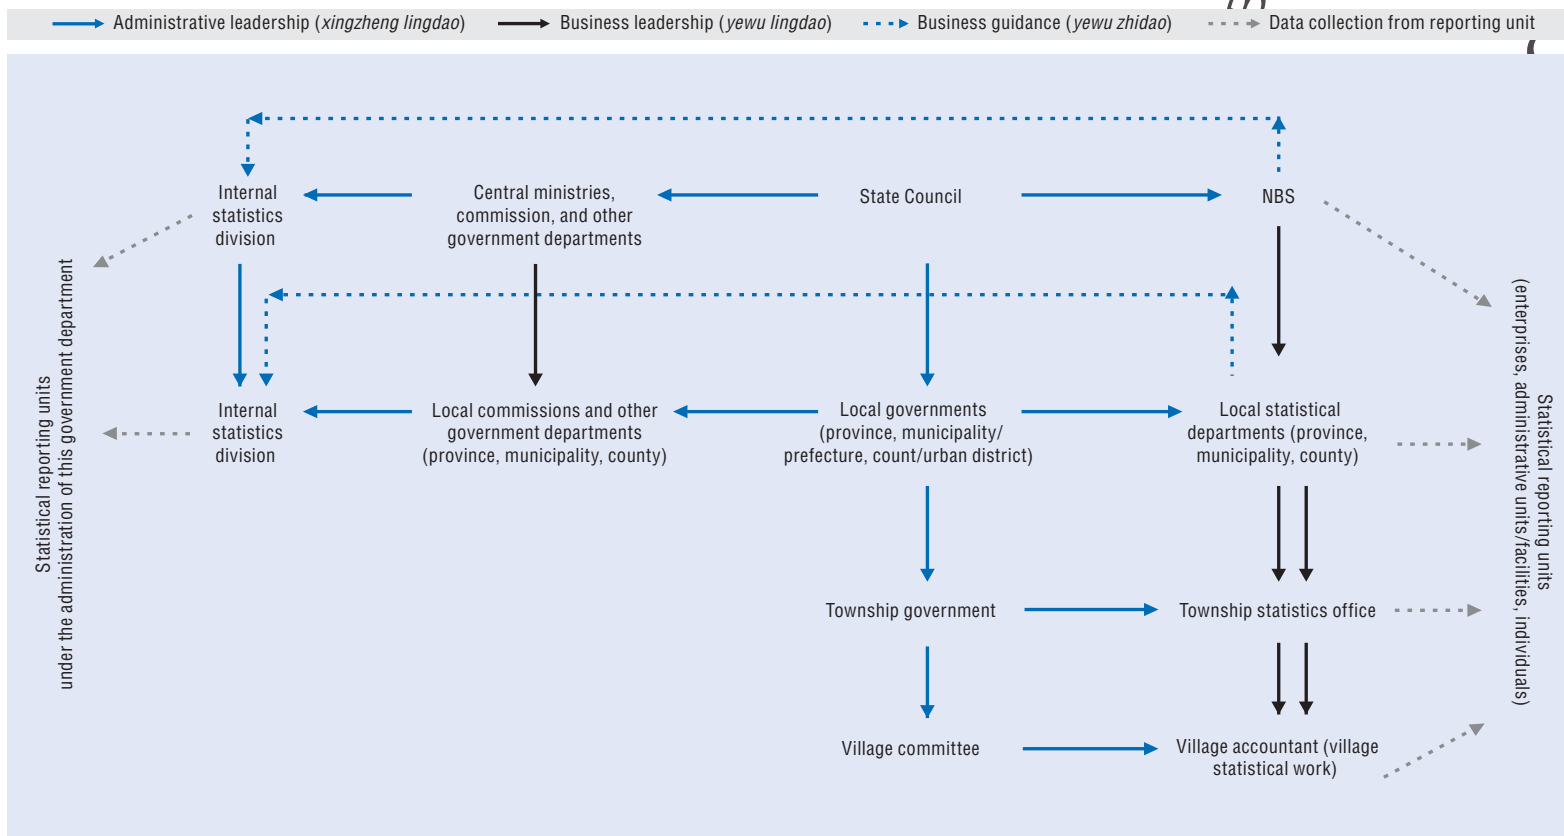 Administrative leadership (xingzheng lingdao)
Business leadership (yewu lingdao)
Business guidance (yewu zhidao)
Data collection from reporting unit
Internal
statistics
division
Central ministries,
commission, and other
government departments
State Council
NBS
Statistical reporting units
under the administration of this government department
Internal
statistics
division
Local commissions and other
government departments
(province, municipality, county)
Local governments
(province, municipality/
prefecture, count/urban district)
Local statistical
departments (province,
municipality, county)
Statistical reporting units
(enterprises, administrative units/facilities, individuals)
Township government
Township statistics office
Village committee
Village accountant (village
statistical work)